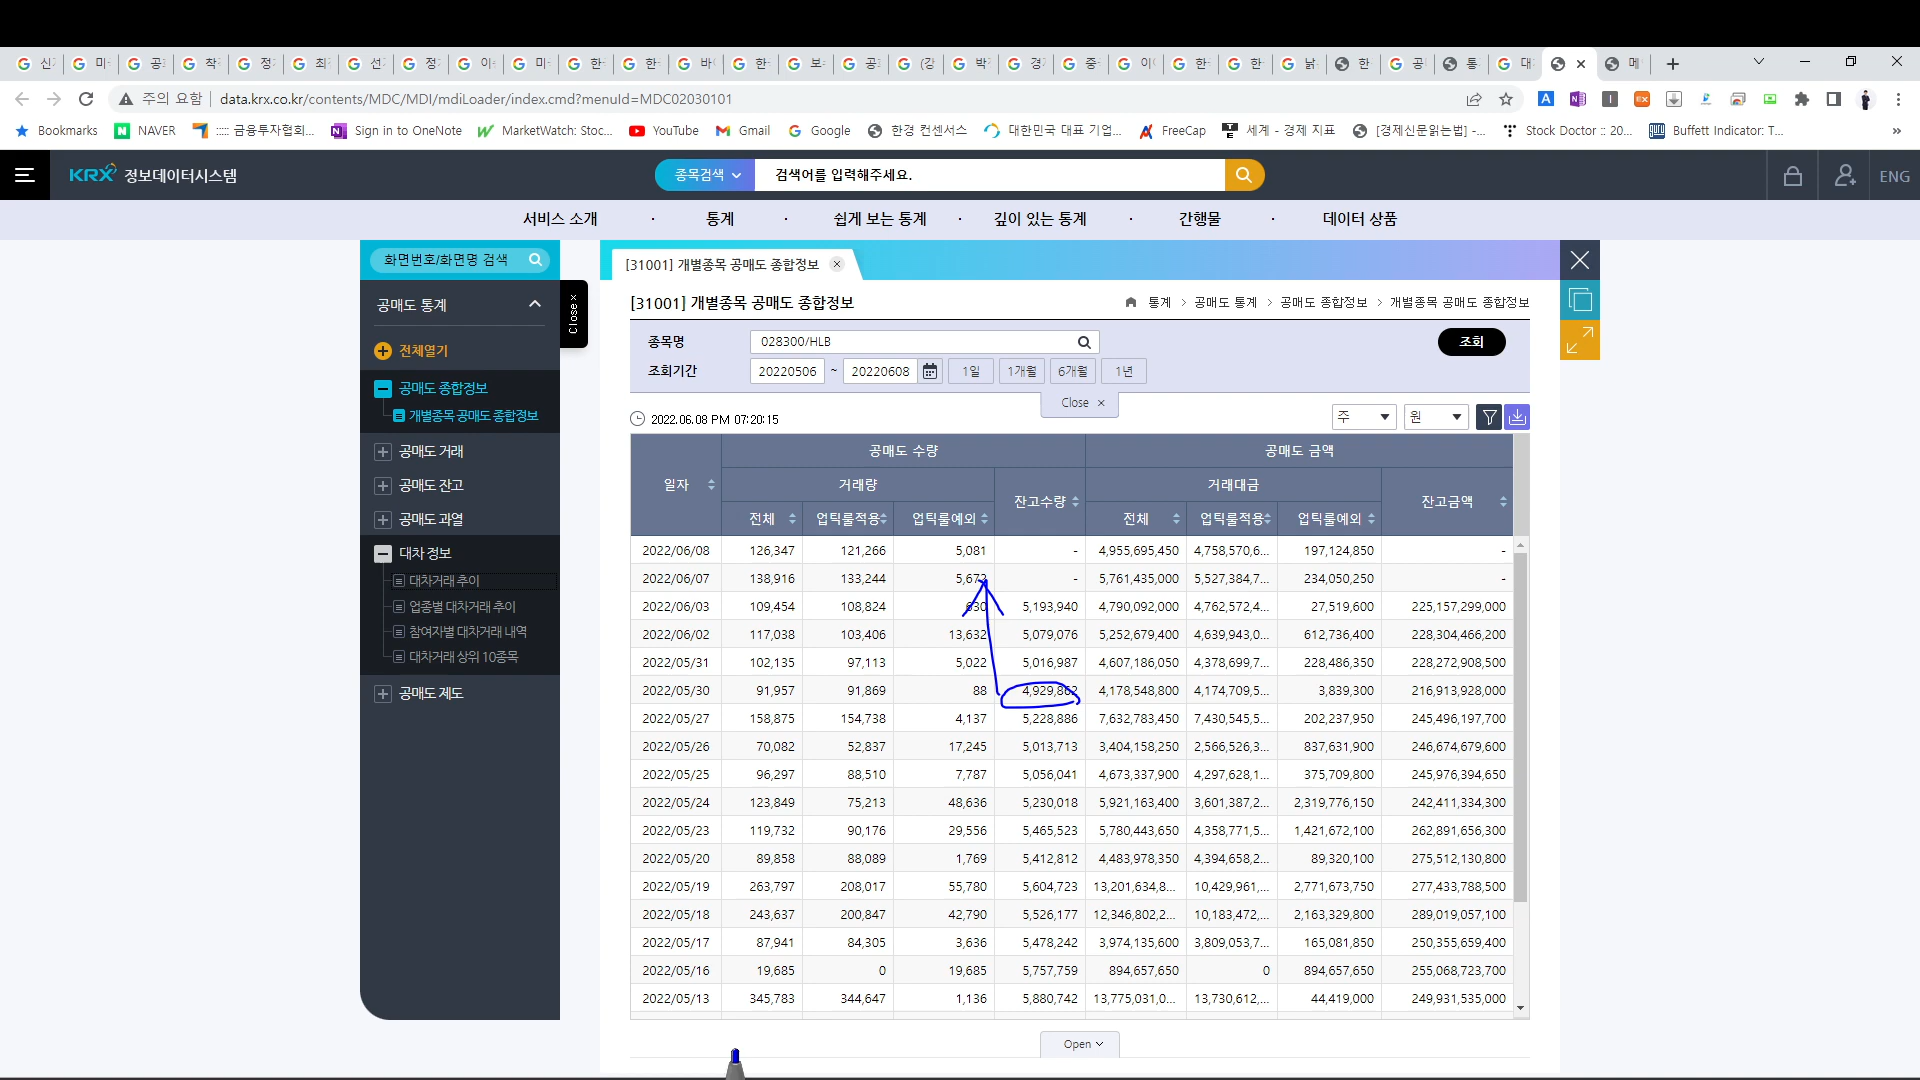 신 미 공 착 정 최 선 정 이 미 한 한 바 한 보 공 (강 박 경 중 이 한 한 낡 한 공 통 대 메
주의 요함 data.krx.co.kr/contents/MDC/MDI/mdiLoader/index.cmd?menuId=MDC02030101
Bookmarks NAVER ::::: 금융투자협회... Sign in to OneNote MarketWatch: Stoc... YouTube Gmail Google 한경 컨센서스 대한민국 대표 기업... FreeCap 세계 - 경제 지표 [경제신문읽는법] -... Stock Doctor :: 20... Buffett Indicator: T... »
KRX 정보데이터시스템 종목검색 검색어를 입력해주세요. ENG
서비스 소개 · 통계 · 쉽게 보는 통계 · 깊이 있는 통계 · 간행물 · 데이터 상품
화면번호/화면명 검색
공매도 통계
Close ×
전체열기
공매도 종합정보
개별종목 공매도 종합정보
공매도 거래
공매도 잔고
공매도 과열
대차 정보
대차거래 추이
업종별 대차거래 추이
참여자별 대차거래 내역
대차거래 상위 10종목
공매도 제도
[31001] 개별종목 공매도 종합정보 ×
[31001] 개별종목 공매도 종합정보 통계 > 공매도 통계 > 공매도 종합정보 > 개별종목 공매도 종합정보
종목명 028300/HLB 조회
조회기간 20220506 ~ 20220608 1일 1개월 6개월 1년
Close ×
2022.06.08 PM 07:20:15 주 원
일자 공매도 수량 공매도 금액
거래량 잔고수량 거래대금 잔고금액
전체 업틱룰적용 업틱룰예외 전체 업틱룰적용 업틱룰예외
2022/06/08 126,347 121,266 5,081 - 4,955,695,450 4,758,570,6... 197,124,850 -
2022/06/07 138,916 133,244 5,672 - 5,761,435,000 5,527,384,7... 234,050,250 -
2022/06/03 109,454 108,824 630 5,193,940 4,790,092,000 4,762,572,4... 27,519,600 225,157,299,000
2022/06/02 117,038 103,406 13,632 5,079,076 5,252,679,400 4,639,943,0... 612,736,400 228,304,466,200
2022/05/31 102,135 97,113 5,022 5,016,987 4,607,186,050 4,378,699,7... 228,486,350 228,272,908,500
2022/05/30 91,957 91,869 88 4,929,862 4,178,548,800 4,174,709,5... 3,839,300 216,913,928,000
2022/05/27 158,875 154,738 4,137 5,228,886 7,632,783,450 7,430,545,5... 202,237,950 245,496,197,700
2022/05/26 70,082 52,837 17,245 5,013,713 3,404,158,250 2,566,526,3... 837,631,900 246,674,679,600
2022/05/25 96,297 88,510 7,787 5,056,041 4,673,337,900 4,297,628,1... 375,709,800 245,976,394,650
2022/05/24 123,849 75,213 48,636 5,230,018 5,921,163,400 3,601,387,2... 2,319,776,150 242,411,334,300
2022/05/23 119,732 90,176 29,556 5,465,523 5,780,443,650 4,358,771,5... 1,421,672,100 262,891,656,300
2022/05/20 89,858 88,089 1,769 5,412,812 4,483,978,350 4,394,658,2... 89,320,100 275,512,130,800
2022/05/19 263,797 208,017 55,780 5,604,723 13,201,634,8... 10,429,961,... 2,771,673,750 277,433,788,500
2022/05/18 243,637 200,847 42,790 5,526,177 12,346,802,2... 10,183,472,... 2,163,329,800 289,019,057,100
2022/05/17 87,941 84,305 3,636 5,478,242 3,974,135,600 3,809,053,7... 165,081,850 250,355,659,400
2022/05/16 19,685 0 19,685 5,757,759 894,657,650 0 894,657,650 255,068,723,700
2022/05/13 345,783 344,647 1,136 5,880,742 13,775,031,0... 13,730,612,... 44,419,000 249,931,535,000
Open